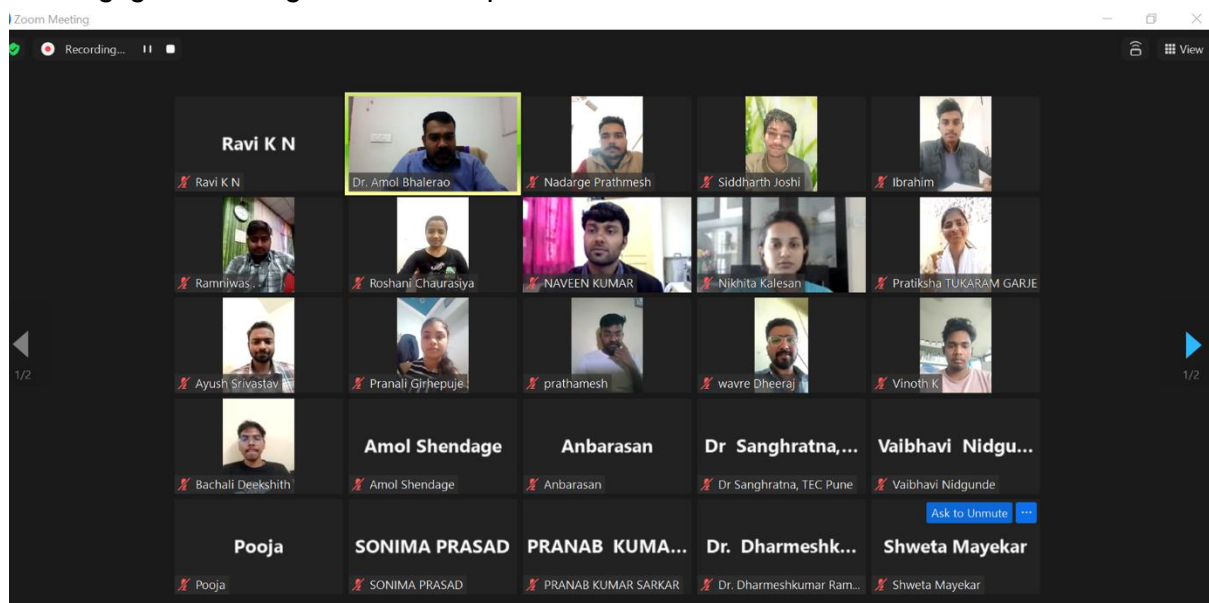 Zoom Meeting
Recording...
View
Ravi K N
Ravi K N
Dr. Amol Bhalerao
Nadarge Prathmesh
Siddharth Joshi
Ibrahim
Ramniwas .
Roshani Chaurasiya
NAVEEN KUMAR
Nikhita Kalesan
Pratiksha TUKARAM GARJE
1/2
Ayush Srivastav
Pranali Girhepuje
prathamesh
wavre Dheeraj
Vinoth K
1/2
Bachali Deekshith
Amol Shendage
Amol Shendage
Anbarasan
Anbarasan
Dr Sanghratna,...
Dr Sanghratna, TEC Pune
Vaibhavi Nidgu...
Vaibhavi Nidgunde
Pooja
Pooja
SONIMA PRASAD
SONIMA PRASAD
PRANAB KUMA...
PRANAB KUMAR SARKAR
Dr. Dharmeshk...
Dr. Dharmeshkumar Ram...
Ask to Unmute ...
Shweta Mayekar
Shweta Mayekar